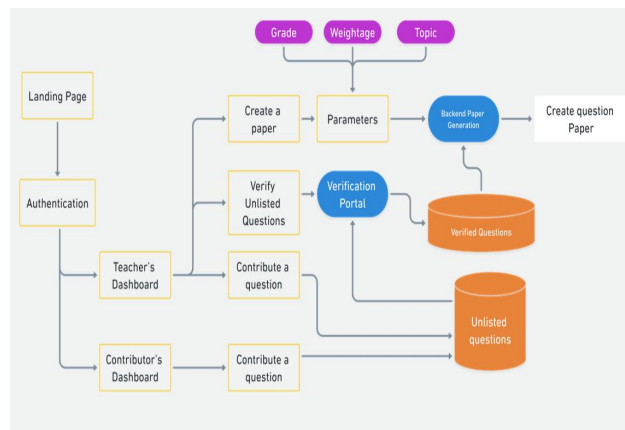 Grade
Weightage
Topic
Landing Page
Create a
paper
Parameters
Backend Paper
Generation
Create question
Paper
Authentication
Verify
Unlisted
Questions
Verification
Portal
Verified Questions
Teacher's
Dashboard
Contribute a
question
Unlisted
questions
Contributor's
Dashboard
Contribute a
question